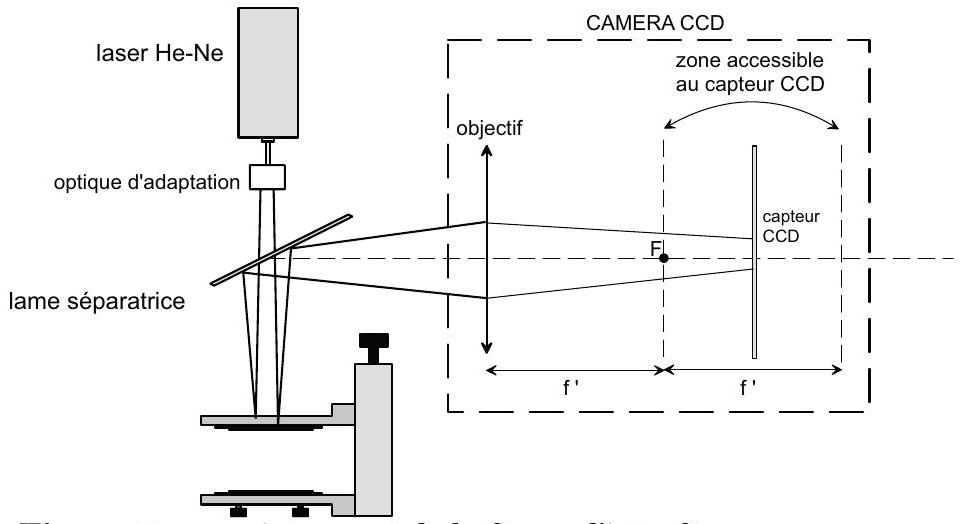 CAMERA CCD
laser He-Ne
zone accessible
au capteur CCD
objectif
optique d'adaptation
capteur
CCD
F
lame séparatrice
f '
f '